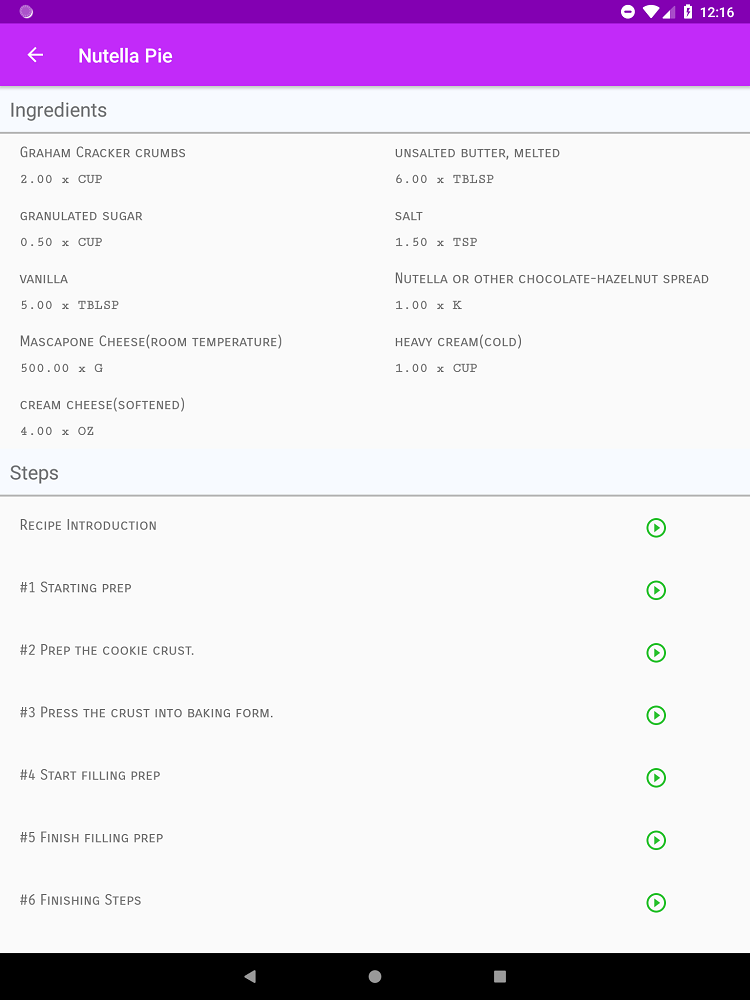 12:16
Nutella Pie
Ingredients
Graham Cracker crumbs
2.00 x CUP
unsalted butter, melted
6.00 x TBLSP
granulated sugar
0.50 x CUP
salt
1.50 x TSP
vanilla
5.00 x TBLSP
Nutella or other chocolate-hazelnut spread
1.00 x K
Mascapone Cheese(room temperature)
500.00 x G
heavy cream(cold)
1.00 x CUP
cream cheese(softened)
4.00 x OZ
Steps
Recipe Introduction
#1 Starting prep
#2 Prep the cookie crust.
#3 Press the crust into baking form.
#4 Start filling prep
#5 Finish filling prep
#6 Finishing Steps